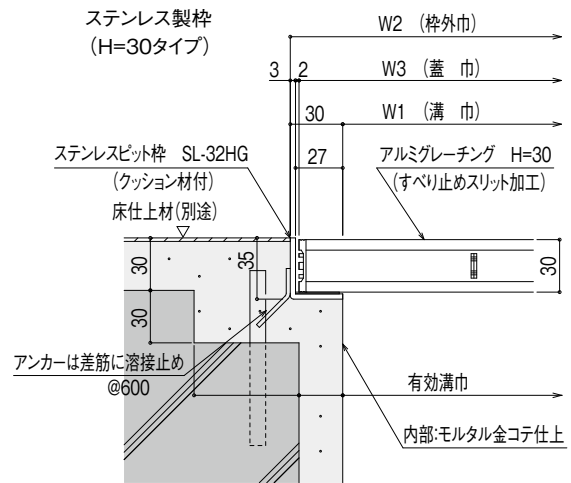 ステンレス製枠
（H=30タイプ）
W2 （枠外巾）
3 2 W3 （蓋 巾）
30 W1 （溝 巾）
27
ステンレスピット枠 SL-32HG
（クッション材付）
床仕上材（別途）
アルミグレーチング H=30
（すべり止めスリット加工）
30
35
30
30
アンカーは差筋に溶接止め
@600
有効溝巾
内部:モルタル金コテ仕上